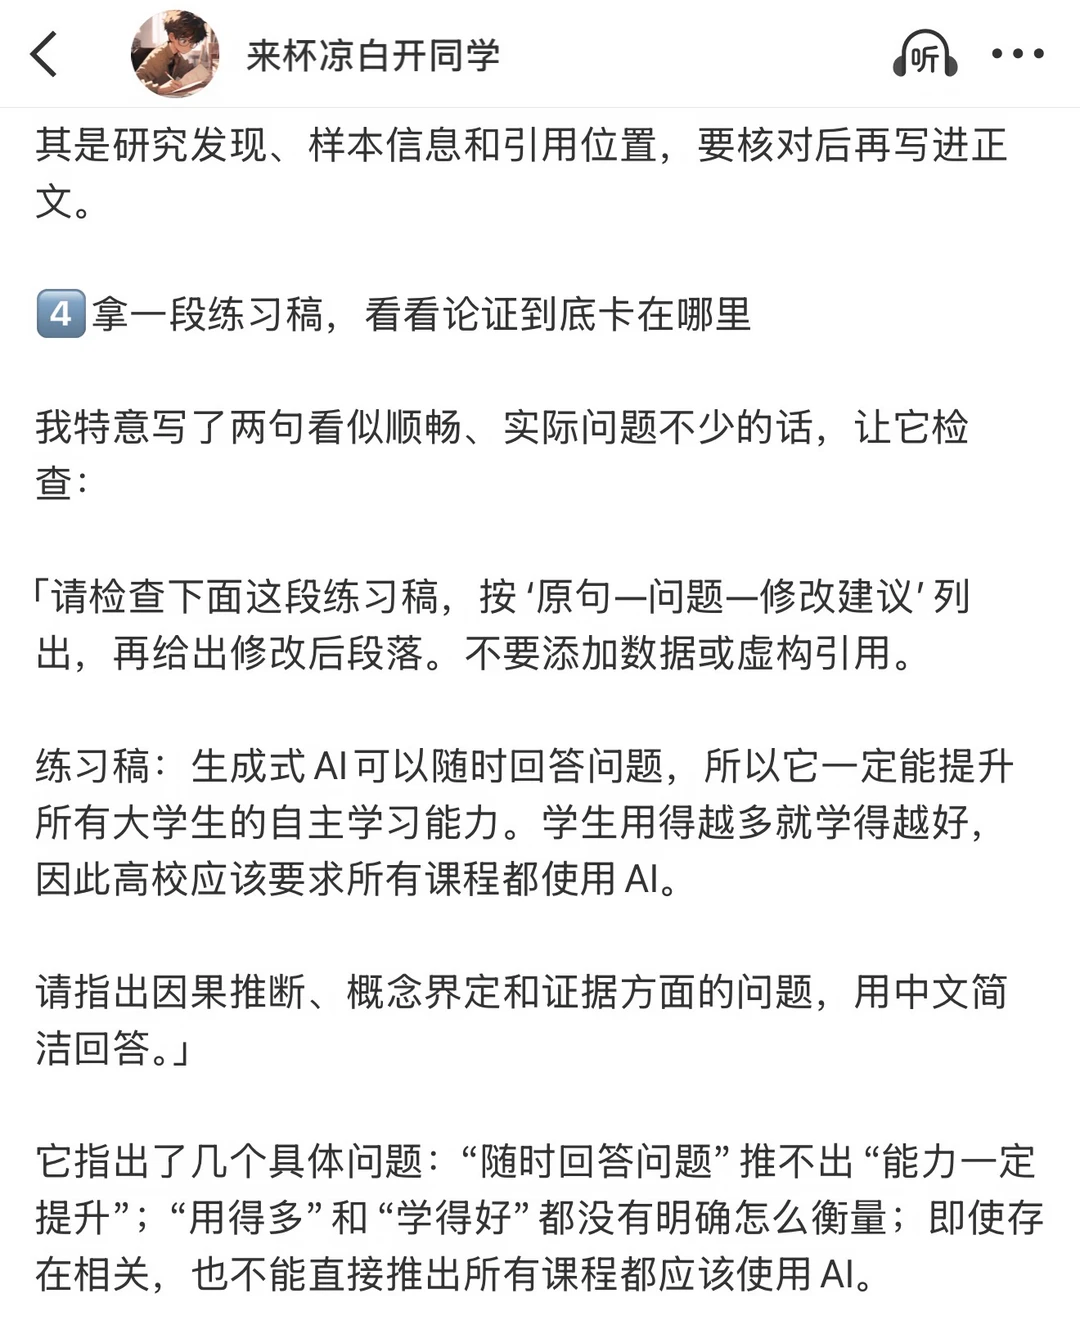 来杯凉白开同学
听
其是研究发现、样本信息和引用位置，要核对后再写进正
文。
4拿一段练习稿，看看论证到底卡在哪里
我特意写了两句看似顺畅、实际问题不少的话，让它检
查：
「请检查下面这段练习稿，按‘原句—问题—修改建议’列
出，再给出修改后段落。不要添加数据或虚构引用。
练习稿：生成式AI可以随时回答问题，所以它一定能提升
所有大学生的自主学习能力。学生用得越多就学得越好，
因此高校应该要求所有课程都使用AI。
请指出因果推断、概念界定和证据方面的问题，用中文简
洁回答。」
它指出了几个具体问题：“随时回答问题”推不出“能力一定
提升”；“用得多”和“学得好”都没有明确怎么衡量；即使存
在相关，也不能直接推出所有课程都应该使用AI。